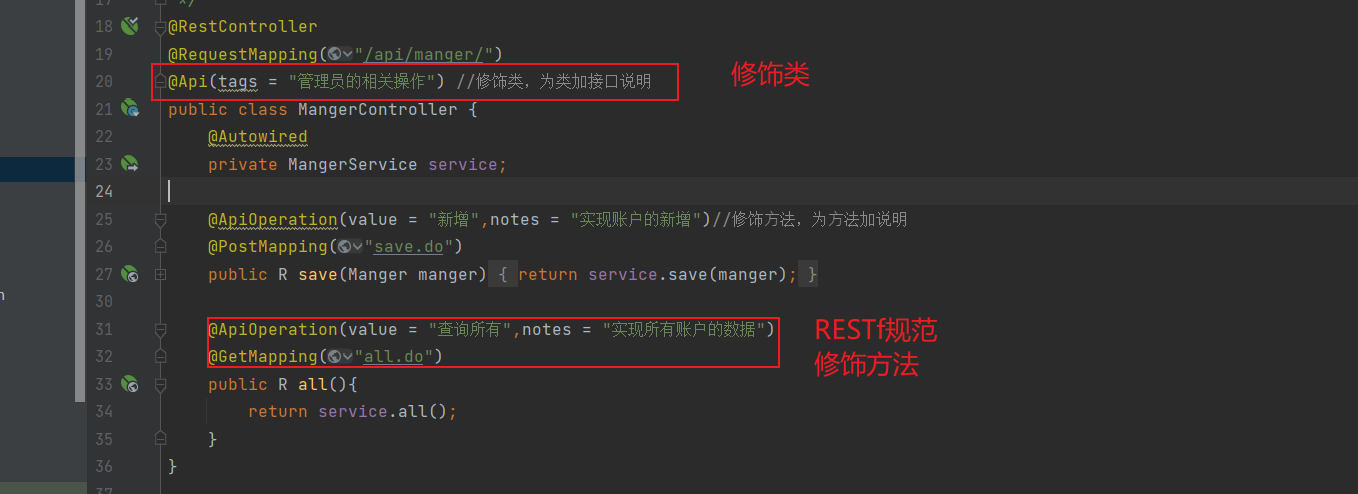 17 */
18 @RestController
19 @RequestMapping("/api/manger/")
20 @Api(tags = "管理员的相关操作") //修饰类，为类加接口说明
修饰类
21 public class MangerController {
22 @Autowired
23 private MangerService service;
24
25 @ApiOperation(value = "新增",notes = "实现账户的新增")//修饰方法，为方法加说明
26 @PostMapping("save.do")
27 public R save(Manger manger) { return service.save(manger); }
n
30
31 @ApiOperation(value = "查询所有",notes = "实现所有账户的数据")
RESTf规范
32 @GetMapping("all.do")
修饰方法
33 public R all(){
34 return service.all();
35 }
36 }
37